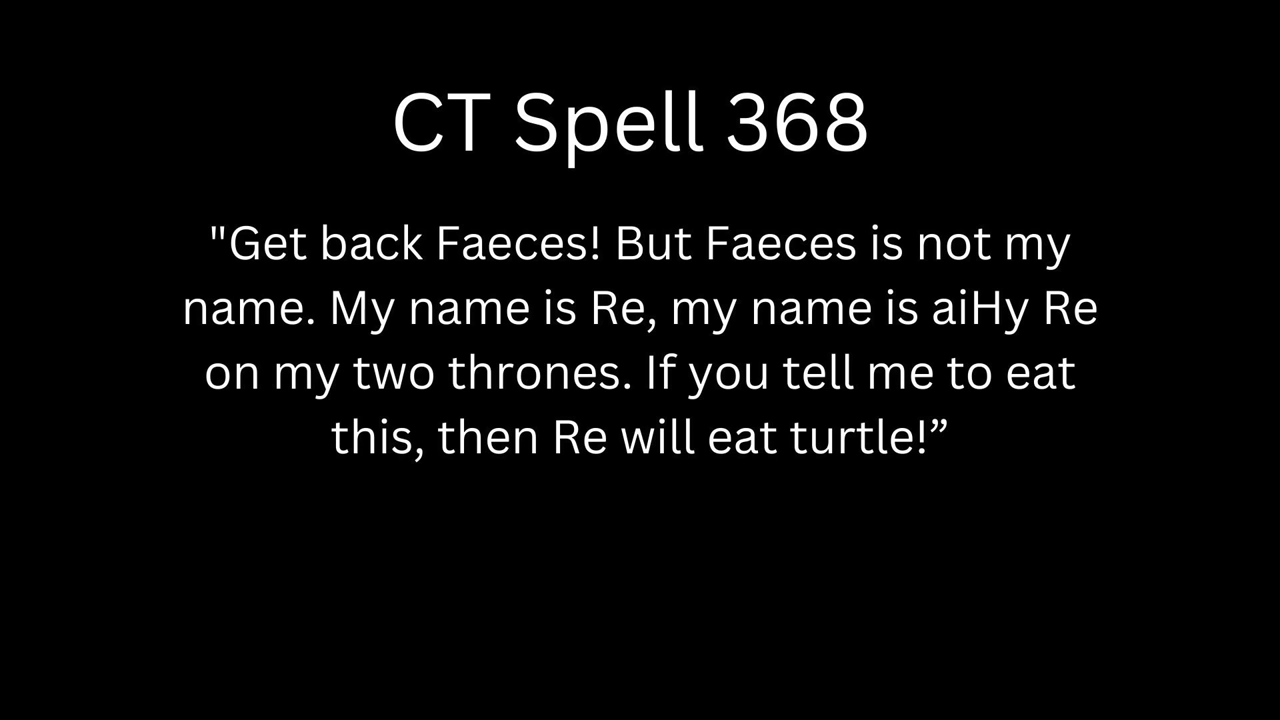 CT Spell 368
"Get back Faeces! But Faeces is not my
name. My name is Re, my name is aiHy Re
on my two thrones. If you tell me to eat
this, then Re will eat turtle!”